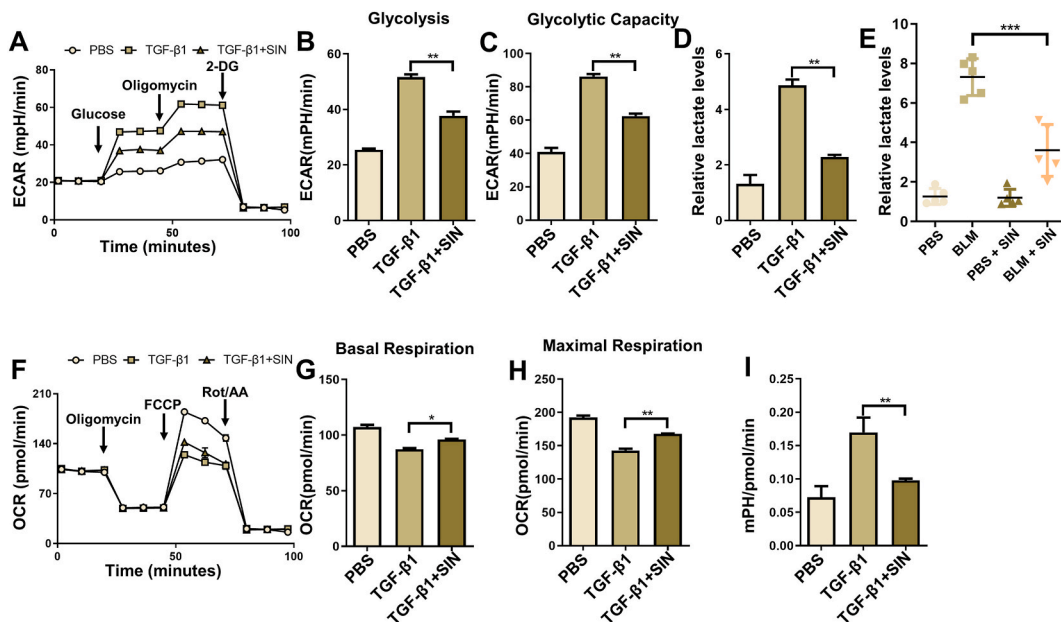 A
PBS TGF-β1 TGF-β1+SIN
ECAR (mpH/min)
80
60
40
20
0
0 50 100
Time (minutes)
Glucose
Oligomycin
2-DG
B
Glycolysis
ECAR(mPH/min)
80
60
40
20
0
**
PBS
TGF-β1
TGF-β1+SIN
C
Glycolytic Capacity
ECAR(mPH/min)
120
100
80
60
40
20
0
**
PBS
TGF-β1
TGF-β1+SIN
D
Relative lactate levels
6
4
2
0
**
PBS
TGF-β1
TGF-β1+SIN
E
Relative lactate levels
10
8
6
4
2
0
***
PBS
BLM
PBS + SIN
BLM + SIN
F
PBS TGF-β1 TGF-β1+SIN
OCR (pmol/min)
210
140
70
0
0 50 100
Time (minutes)
Oligomycin
FCCP
Rot/AA
G
Basal Respiration
OCR(pmol/min)
150
100
50
0
*
PBS
TGF-β1
TGF-β1+SIN
H
Maximal Respiration
OCR(pmol/min)
250
200
150
100
50
0
**
PBS
TGF-β1
TGF-β1+SIN
I
mPH/pmol/min
0.3
0.2
0.1
0.0
**
PBS
TGF-β1
TGF-β1+SIN